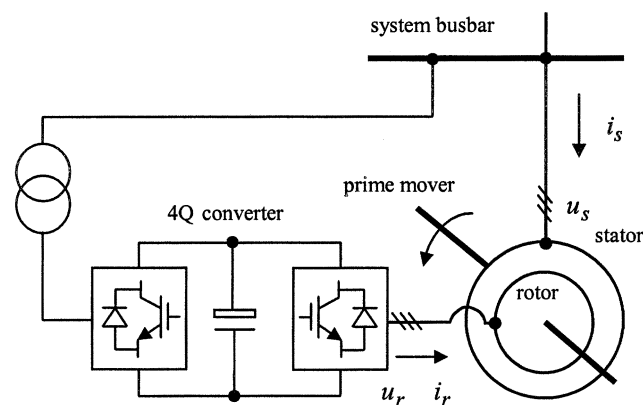 system busbar
i_s
prime mover
4Q converter
u_s
stator
rotor
u_r i_r